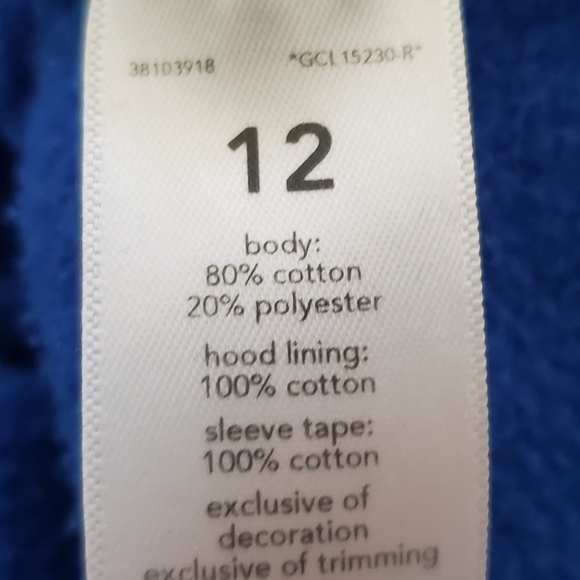 38103918 *GCL15230-R*
12
body:
80% cotton
20% polyester
hood lining:
100% cotton
sleeve tape:
100% cotton
exclusive of
decoration
exclusive of trimming